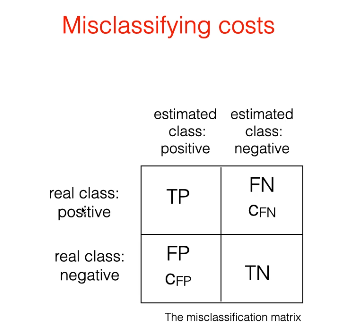 Misclassifying costs
estimated class: positive
estimated class: negative
real class: positive
TP
FN
CFN
real class: negative
FP
CFP
TN
The misclassification matrix